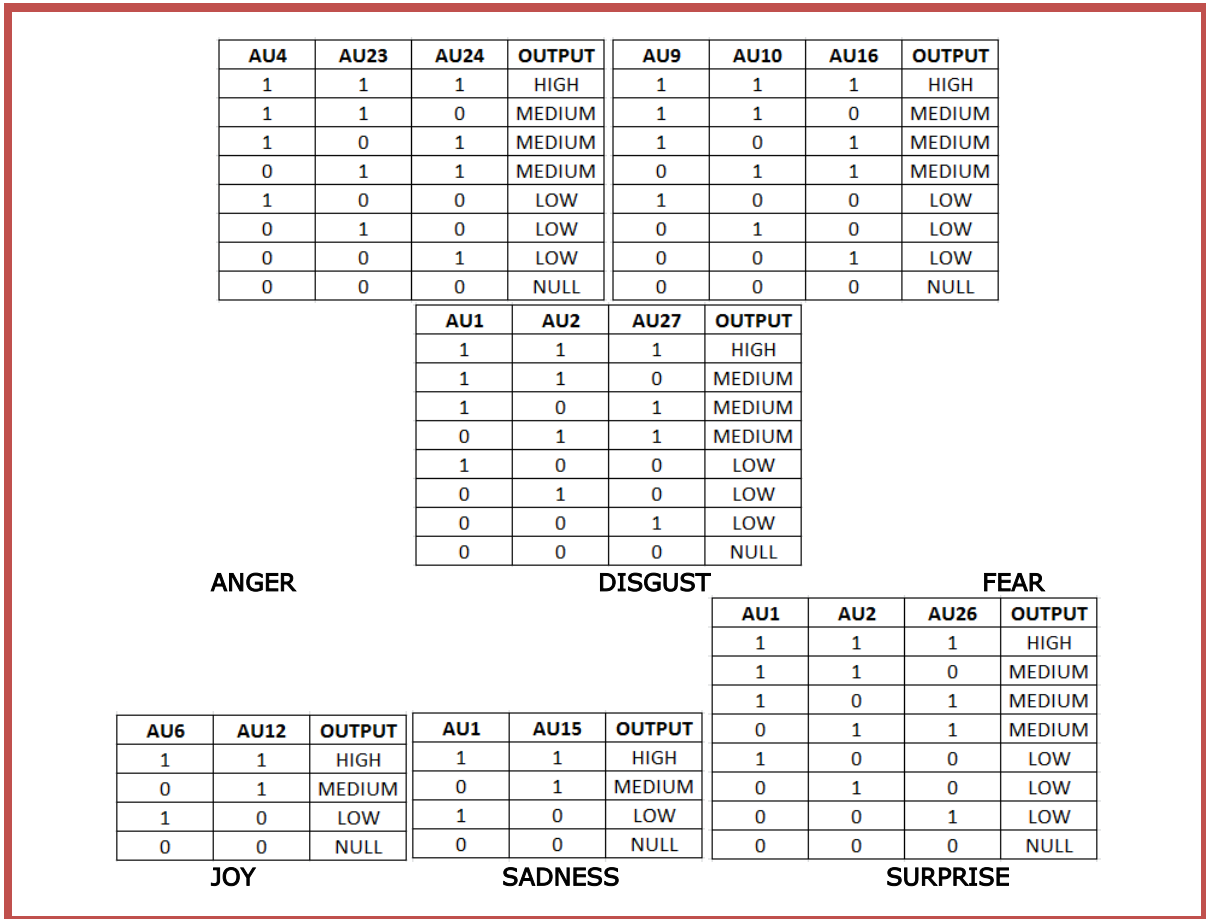 AU4 AU23 AU24 OUTPUT
1 1 1 HIGH
1 1 0 MEDIUM
1 0 1 MEDIUM
0 1 1 MEDIUM
1 0 0 LOW
0 1 0 LOW
0 0 1 LOW
0 0 0 NULL
AU9 AU10 AU16 OUTPUT
1 1 1 HIGH
1 1 0 MEDIUM
1 0 1 MEDIUM
0 1 1 MEDIUM
1 0 0 LOW
0 1 0 LOW
0 0 1 LOW
0 0 0 NULL
AU1 AU2 AU27 OUTPUT
1 1 1 HIGH
1 1 0 MEDIUM
1 0 1 MEDIUM
0 1 1 MEDIUM
1 0 0 LOW
0 1 0 LOW
0 0 1 LOW
0 0 0 NULL
ANGER DISGUST FEAR
AU6 AU12 OUTPUT
1 1 HIGH
0 1 MEDIUM
1 0 LOW
0 0 NULL
AU1 AU15 OUTPUT
1 1 HIGH
0 1 MEDIUM
1 0 LOW
0 0 NULL
AU1 AU2 AU26 OUTPUT
1 1 1 HIGH
1 1 0 MEDIUM
1 0 1 MEDIUM
0 1 1 MEDIUM
1 0 0 LOW
0 1 0 LOW
0 0 1 LOW
0 0 0 NULL
JOY SADNESS SURPRISE